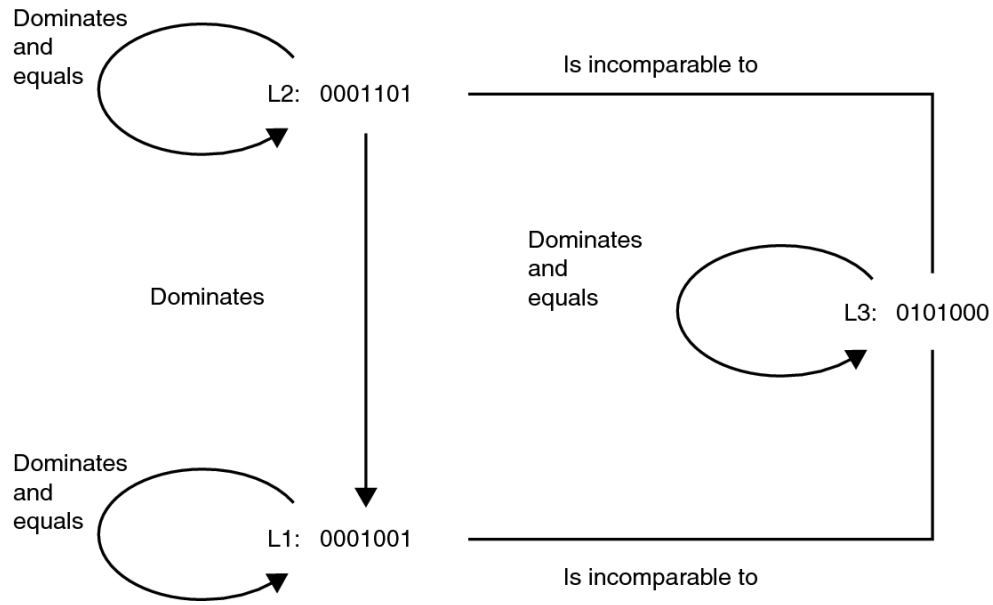 Dominates
and
equals
Is incomparable to
L2: 0001101
Dominates
and
equals
Dominates
L3: 0101000
Dominates
and
equals
L1: 0001001
Is incomparable to